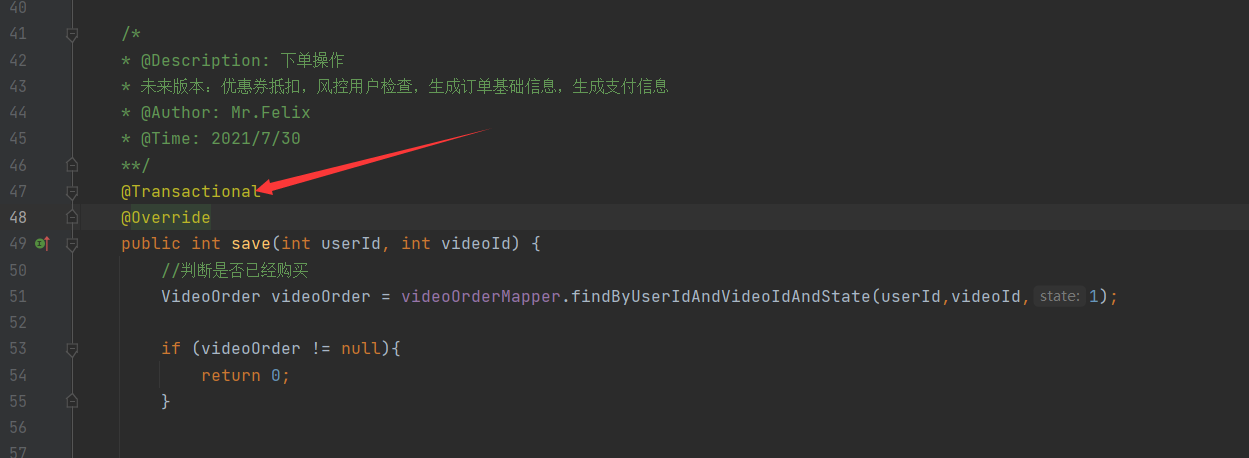 40
41 /*
42 * @Description: 下单操作
43 * 未来版本: 优惠券抵扣，风控用户检查，生成订单基础信息，生成支付信息
44 * @Author: Mr.Felix
45 * @Time: 2021/7/30
46 **/
47 @Transactional
48 @Override
49 public int save(int userId, int videoId) {
50 //判断是否已经购买
51 VideoOrder videoOrder = videoOrderMapper.findByUserIdAndVideoIdAndState(userId,videoId, state: 1);
52
53 if (videoOrder != null){
54 return 0;
55 }
56
57